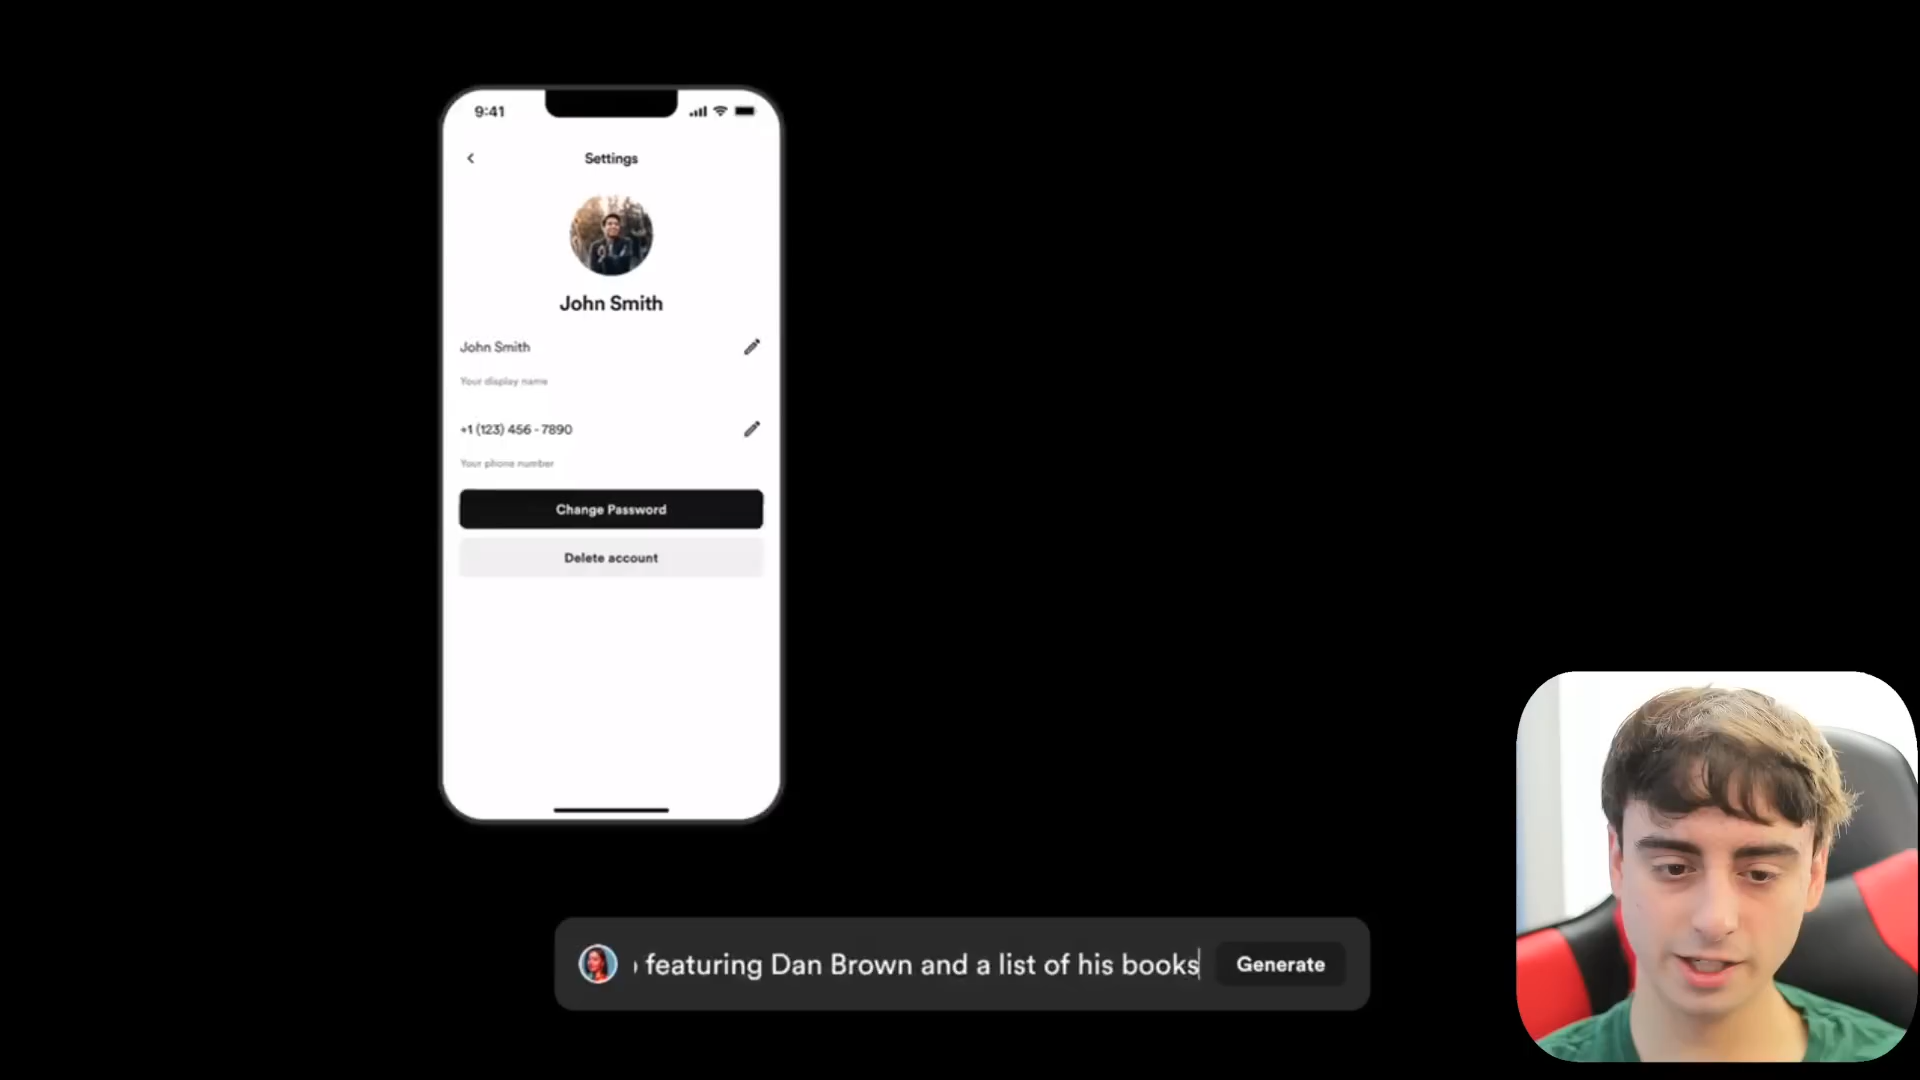 9:41
Settings
John Smith
John Smith
Your display name
+1 (123) 456 - 7890
Your phone number
Change Password
Delete account
featuring Dan Brown and a list of his books
Generate